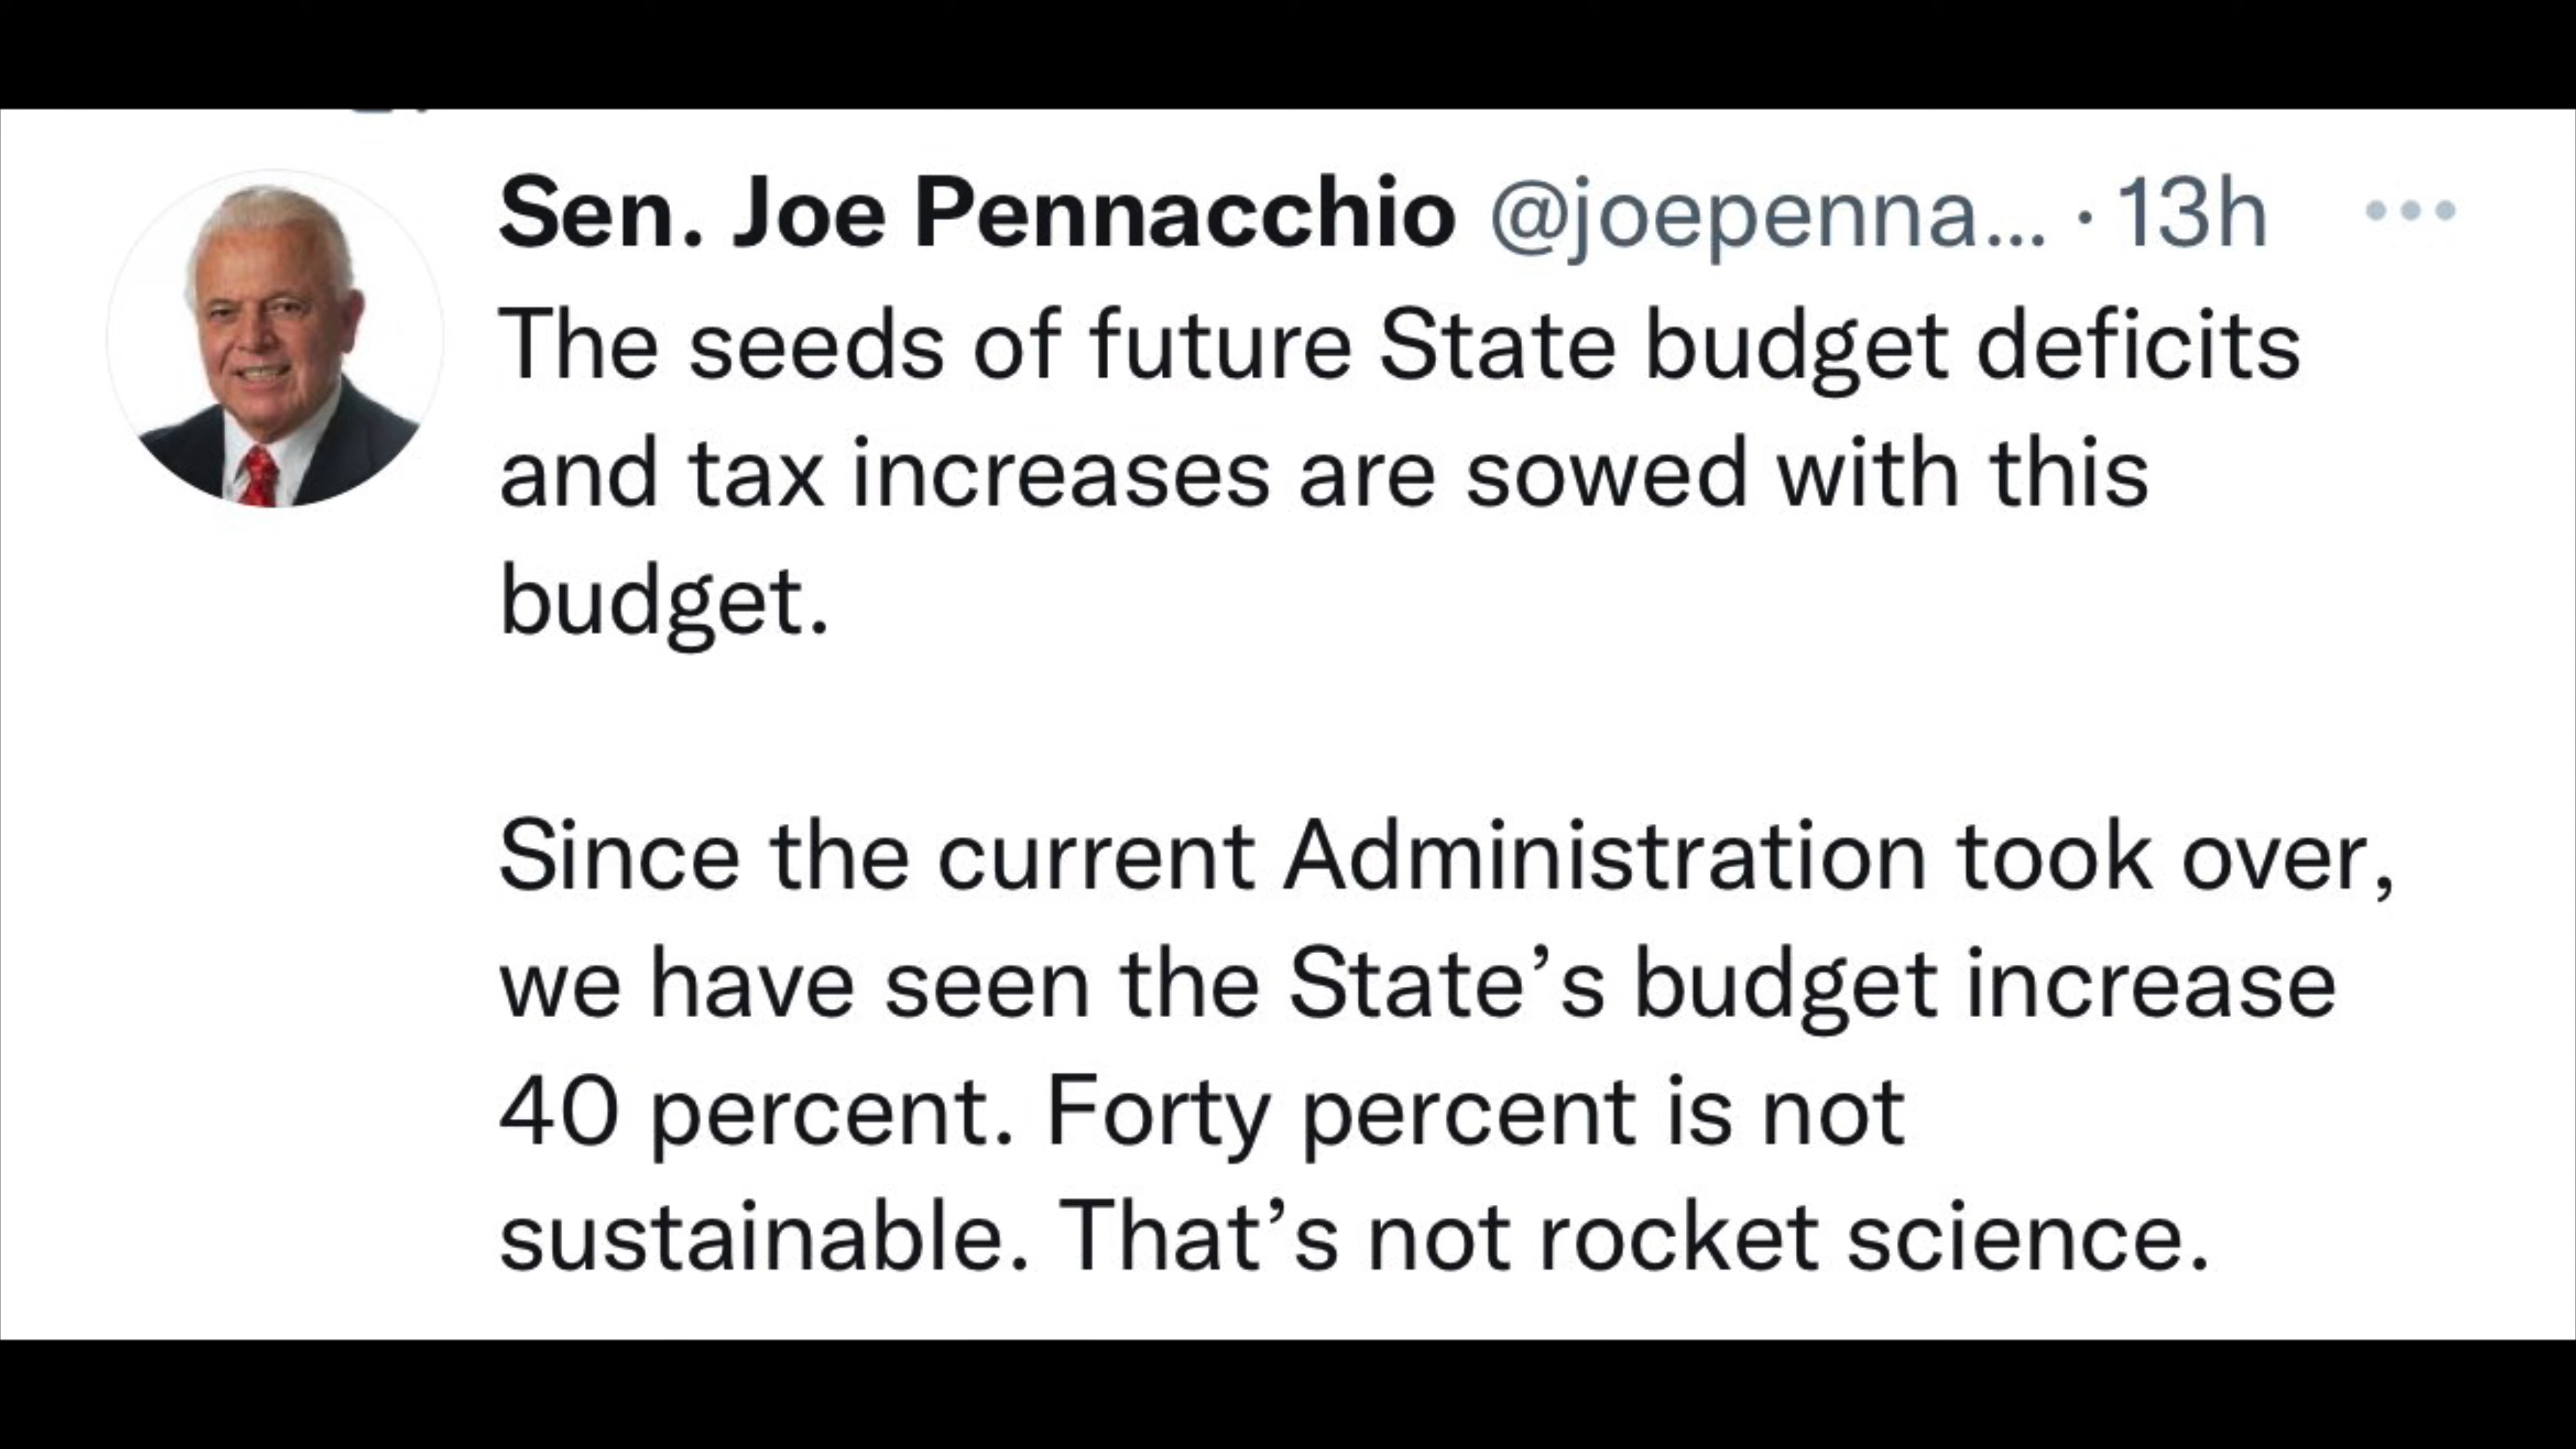 Sen. Joe Pennacchio @joepenna... · 13h
The seeds of future State budget deficits
and tax increases are sowed with this
budget.
Since the current Administration took over,
we have seen the State’s budget increase
40 percent. Forty percent is not
sustainable. That’s not rocket science.